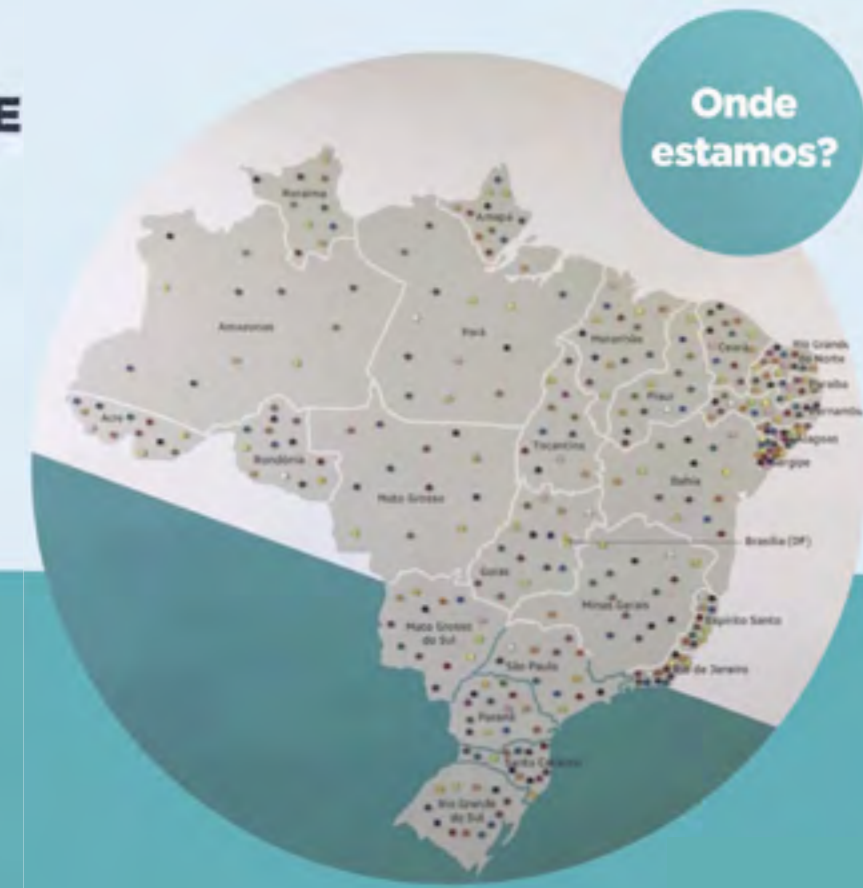 E
Onde
estamos?
Roraima
Amapá
Amazonas
Pará
Maranhão
Ceará
Rio Grande
do Norte
Paraíba
Piauí
Alagoas
Sergipe
Acre
Rondônia
Tocantins
Bahia
Mato Grosso
Brasília (DF)
Goiás
Minas Gerais
Espírito Santo
Mato Grosso
do Sul
São Paulo
Rio de Janeiro
Paraná
Santa Catarina
Rio Grande
do Sul